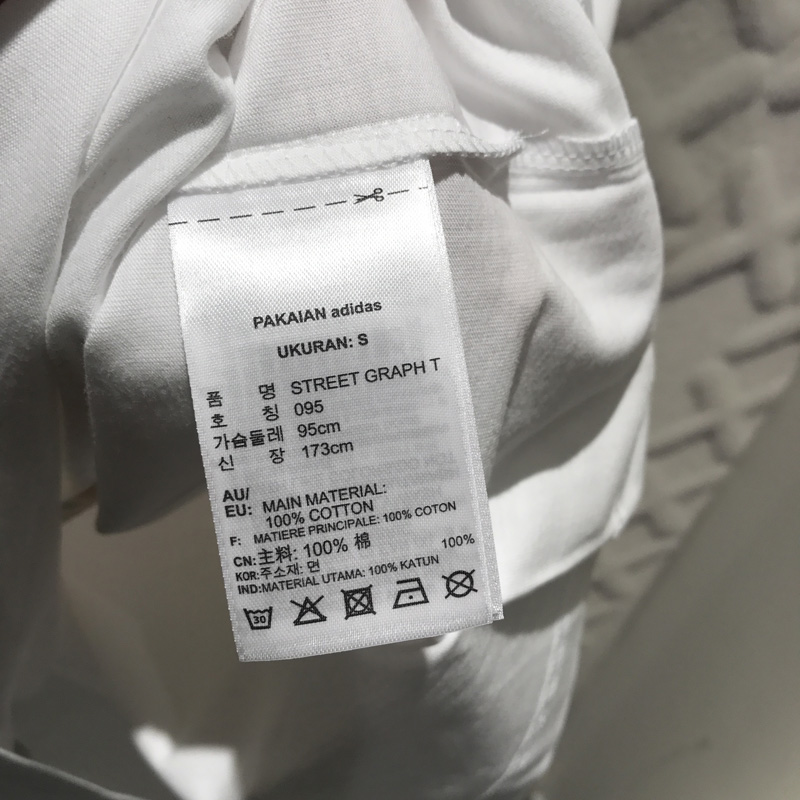 PAKAIAN adidas
UKURAN: S
품 명 STREET GRAPH T
호 칭 095
가슴둘레 95cm
신 장 173cm
AU/
EU: MAIN MATERIAL:
100% COTTON
F: MATIERE PRINCIPALE: 100% COTON
CN: 主料: 100% 棉
KOR:주소재: 면 100%
IND:MATERIAL UTAMA: 100% KATUN
30